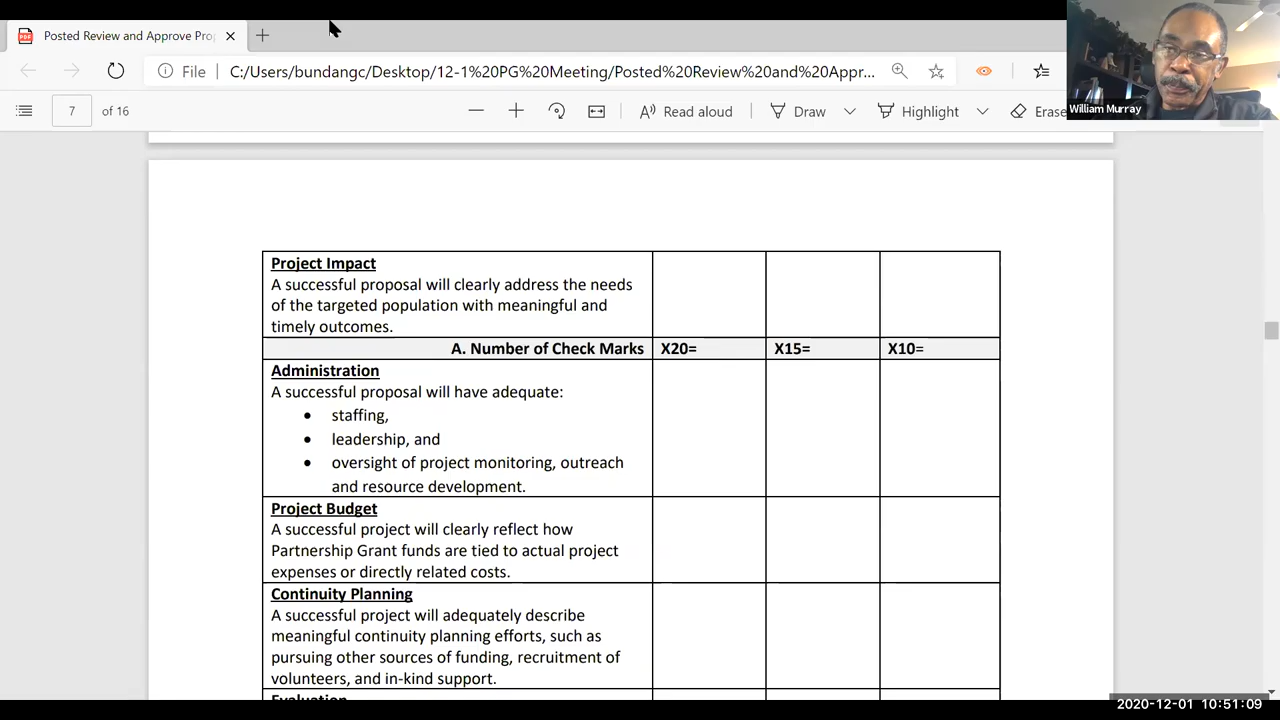 Posted Review and Approve Pro
File
C:/Users/bundangc/Desktop/12-1%20PG%20Meeting/Posted%20Review%20and%20Appr...
7 of 16
Read aloud
Draw
Highlight
Erase
William Murray
Project Impact
A successful proposal will clearly address the needs
of the targeted population with meaningful and
timely outcomes.
A. Number of Check Marks X20= X15= X10=
Administration
A successful proposal will have adequate:
• staffing,
• leadership, and
• oversight of project monitoring, outreach
and resource development.
Project Budget
A successful project will clearly reflect how
Partnership Grant funds are tied to actual project
expenses or directly related costs.
Continuity Planning
A successful project will adequately describe
meaningful continuity planning efforts, such as
pursuing other sources of funding, recruitment of
volunteers, and in-kind support.
Evaluation
2020-12-01 10:51:09